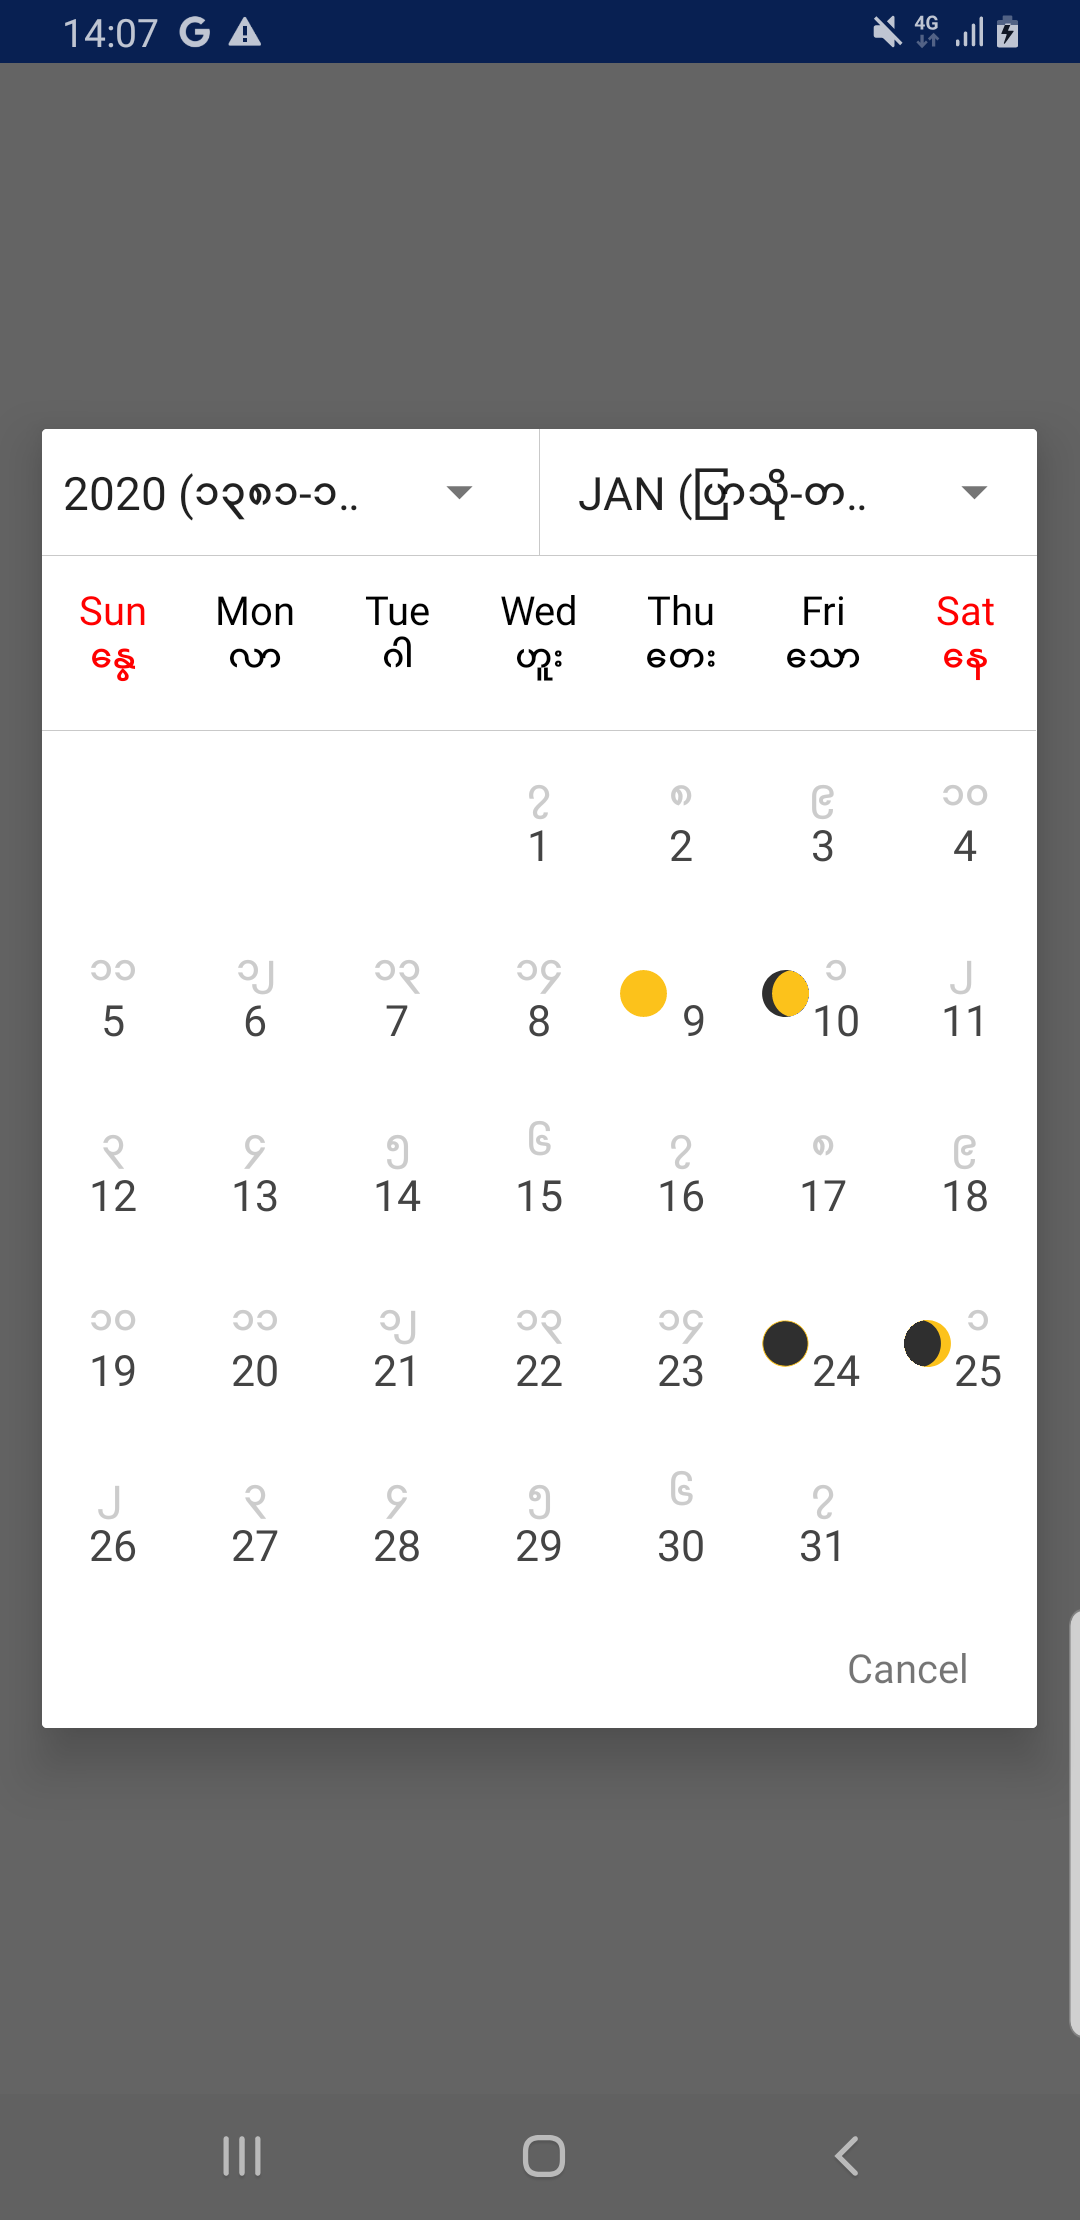 14:07 G 4G
2020 (၁၃၈၁-၁.. JAN (ပြာသို-တ..
Sun Mon Tue Wed Thu Fri Sat
နွေ လာ ဂါ ဟူး တေး သော နေ
၇ ၈ ၉ ၁၀
1 2 3 4
၁၁ ၁၂ ၁၃ ၁၄ ၁ ၂
5 6 7 8 9 10 11
၃ ၄ ၅ ၆ ၇ ၈ ၉
12 13 14 15 16 17 18
၁၀ ၁၁ ၁၂ ၁၃ ၁၄ ၁
19 20 21 22 23 24 25
၂ ၃ ၄ ၅ ၆ ၇
26 27 28 29 30 31
Cancel